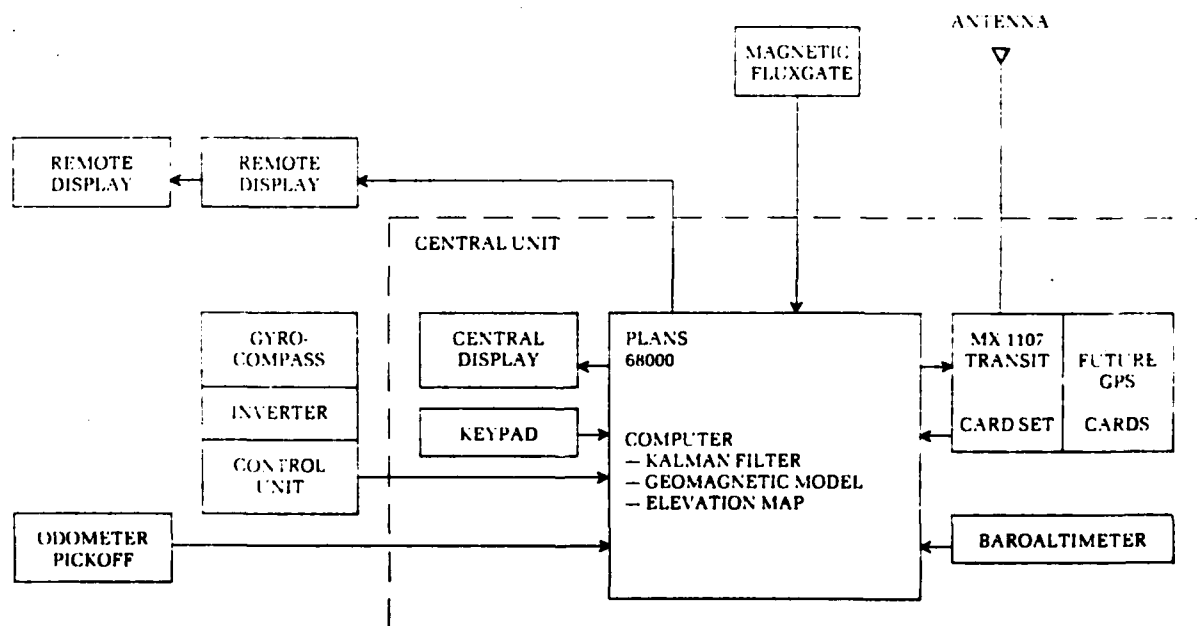 ANTENNA
MAGNETIC
FLUXGATE
REMOTE
DISPLAY
REMOTE
DISPLAY
CENTRAL UNIT
GYRO-
COMPASS
INVERTER
CONTROL
UNIT
ODOMETER
PICKOFF
CENTRAL
DISPLAY
KEYPAD
PLANS
68000
COMPUTER
— KALMAN FILTER
— GEOMAGNETIC MODEL
— ELEVATION MAP
MX 1107
TRANSIT
CARD SET
FUTURE
GPS
CARDS
BAROALTIMETER